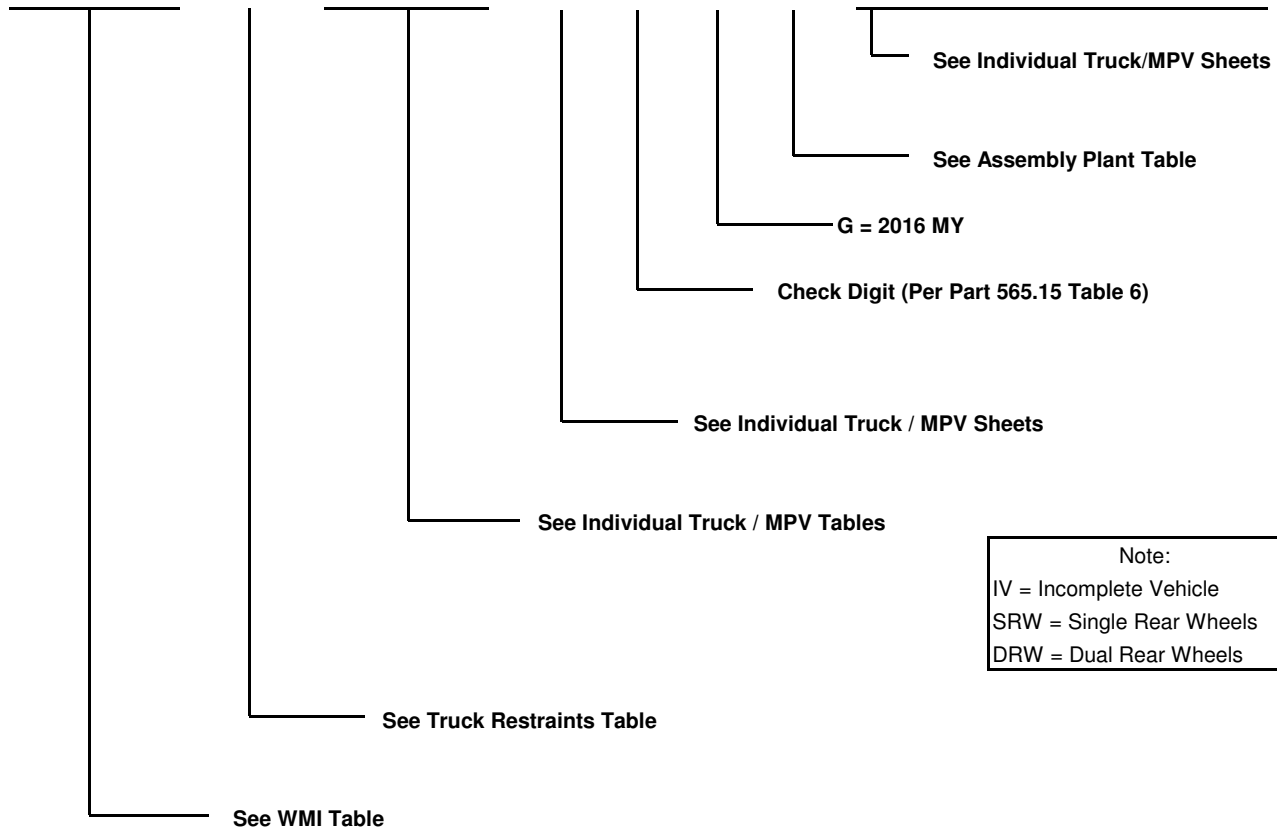 See Individual Truck/MPV Sheets
See Assembly Plant Table
G = 2016 MY
Check Digit (Per Part 565.15 Table 6)
See Individual Truck / MPV Sheets
See Individual Truck / MPV Tables
Note:
IV = Incomplete Vehicle
SRW = Single Rear Wheels
DRW = Dual Rear Wheels
See Truck Restraints Table
See WMI Table